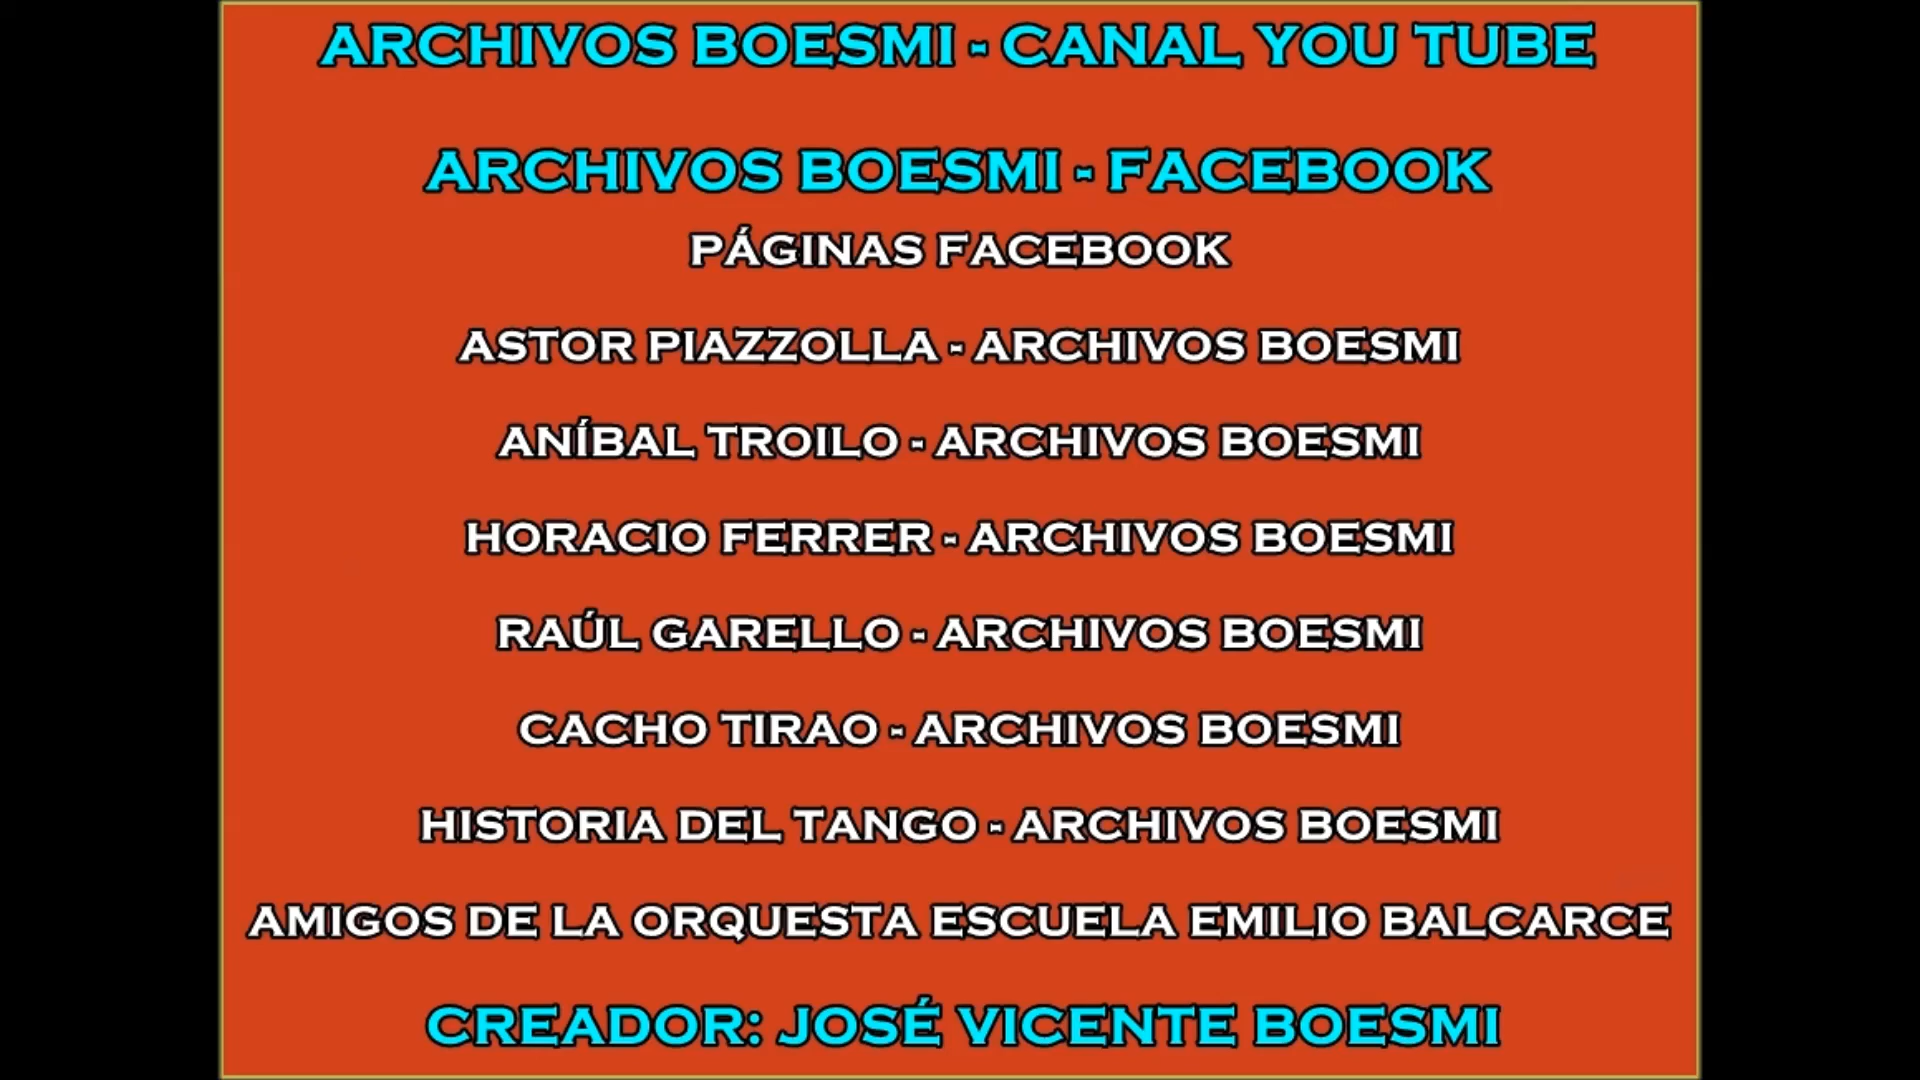 ARCHIVOS BOESMI - CANAL YOU TUBE
ARCHIVOS BOESMI - FACEBOOK
PÁGINAS FACEBOOK
ASTOR PIAZZOLLA - ARCHIVOS BOESMI
ANÍBAL TROILO - ARCHIVOS BOESMI
HORACIO FERRER - ARCHIVOS BOESMI
RAÚL GARELLO - ARCHIVOS BOESMI
CACHO TIRAO - ARCHIVOS BOESMI
HISTORIA DEL TANGO - ARCHIVOS BOESMI
AMIGOS DE LA ORQUESTA ESCUELA EMILIO BALCARCE
CREADOR: JOSÉ VICENTE BOESMI